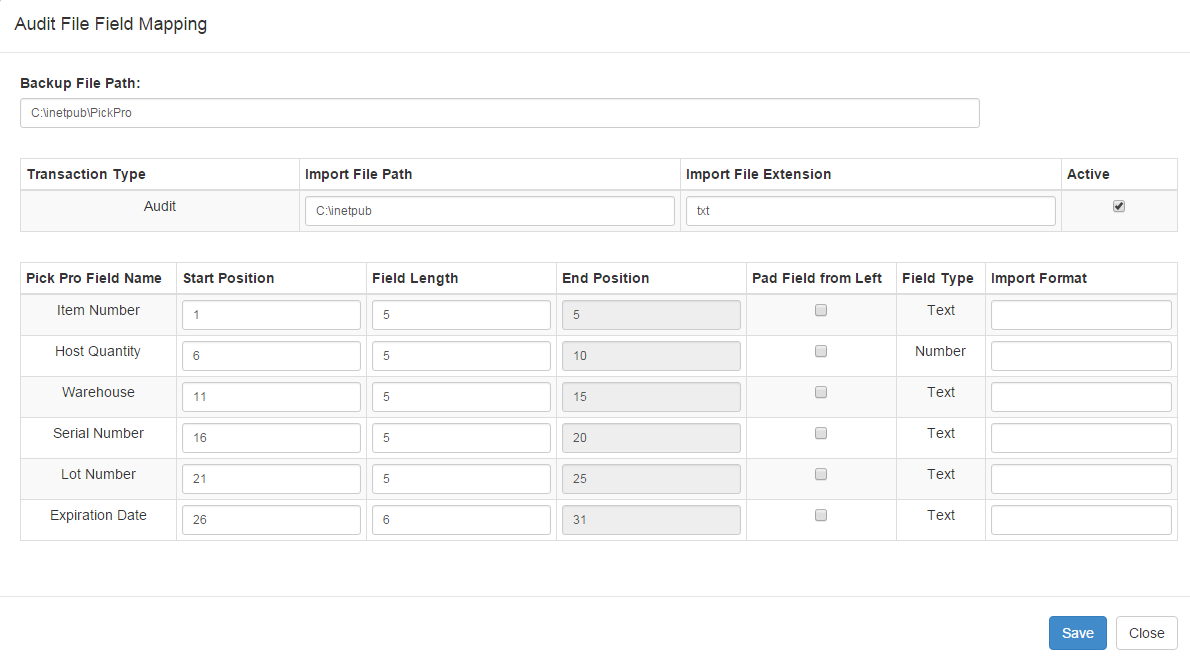 Audit File Field Mapping
Backup File Path:
C:\inetpub\PickPro
Transaction Type Import File Path Import File Extension Active
Audit C:\inetpub txt
Pick Pro Field Name Start Position Field Length End Position Pad Field from Left Field Type Import Format
Item Number 1 5 5 Text
Host Quantity 6 5 10 Number
Warehouse 11 5 15 Text
Serial Number 16 5 20 Text
Lot Number 21 5 25 Text
Expiration Date 26 6 31 Text
Save Close